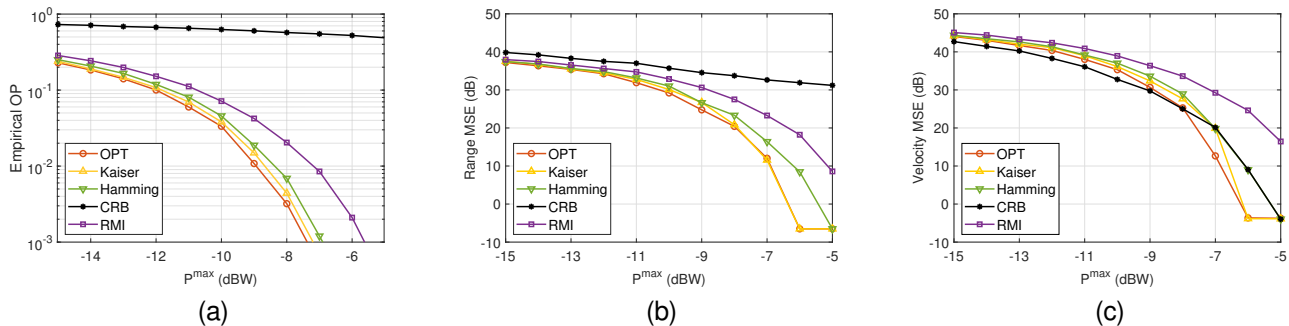 10^0
10^-1
10^-2
10^-3
Empirical OP
OPT
Kaiser
Hamming
CRB
RMI
-14 -12 -10 -8 -6
P^max (dBW)
(a)
50
40
30
20
10
0
-10
Range MSE (dB)
OPT
Kaiser
Hamming
CRB
RMI
-15 -13 -11 -9 -7 -5
P^max (dBW)
(b)
50
40
30
20
10
0
-10
Velocity MSE (dB)
OPT
Kaiser
Hamming
CRB
RMI
-15 -13 -11 -9 -7 -5
P^max (dBW)
(c)